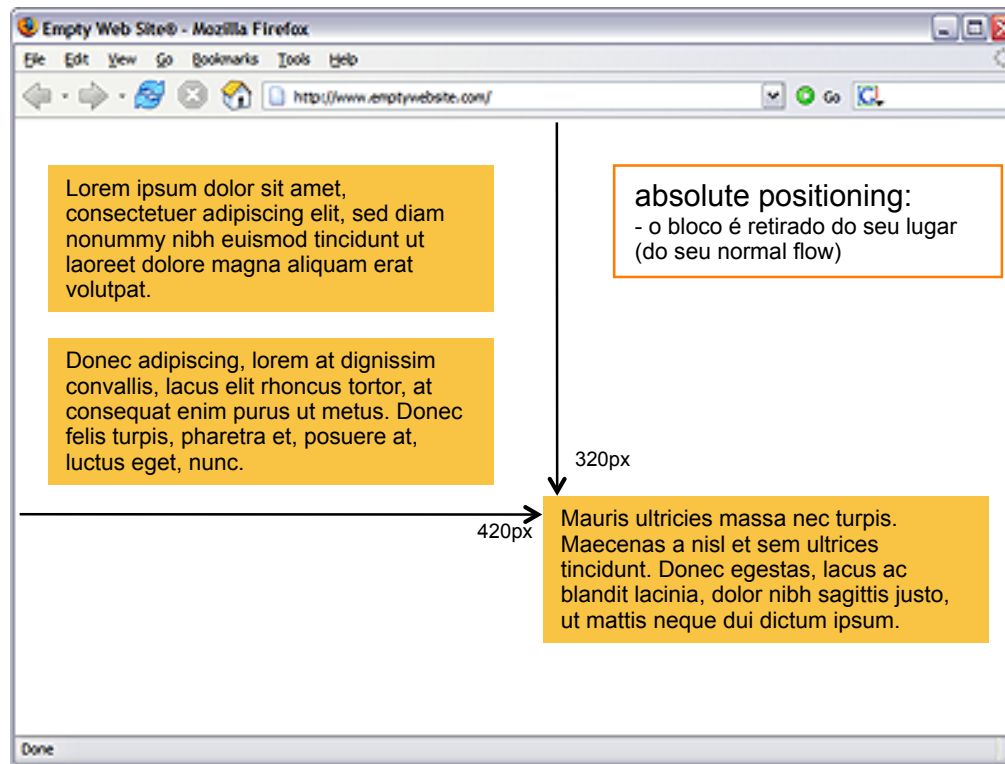 Empty Web Site® - Mozilla Firefox
File Edit View Go Bookmarks Tools Help
http://www.emptywebsite.com/ Go
Lorem ipsum dolor sit amet,
consectetuer adipiscing elit, sed diam
nonummy nibh euismod tincidunt ut
laoreet dolore magna aliquam erat
volutpat.
absolute positioning:
- o bloco é retirado do seu lugar
(do seu normal flow)
Donec adipiscing, lorem at dignissim
convallis, lacus elit rhoncus tortor, at
consequat enim purus ut metus. Donec
felis turpis, pharetra et, posuere at,
luctus eget, nunc.
320px
420px
Mauris ultricies massa nec turpis.
Maecenas a nisl et sem ultrices
tincidunt. Donec egestas, lacus ac
blandit lacinia, dolor nibh sagittis justo,
ut mattis neque dui dictum ipsum.
Done